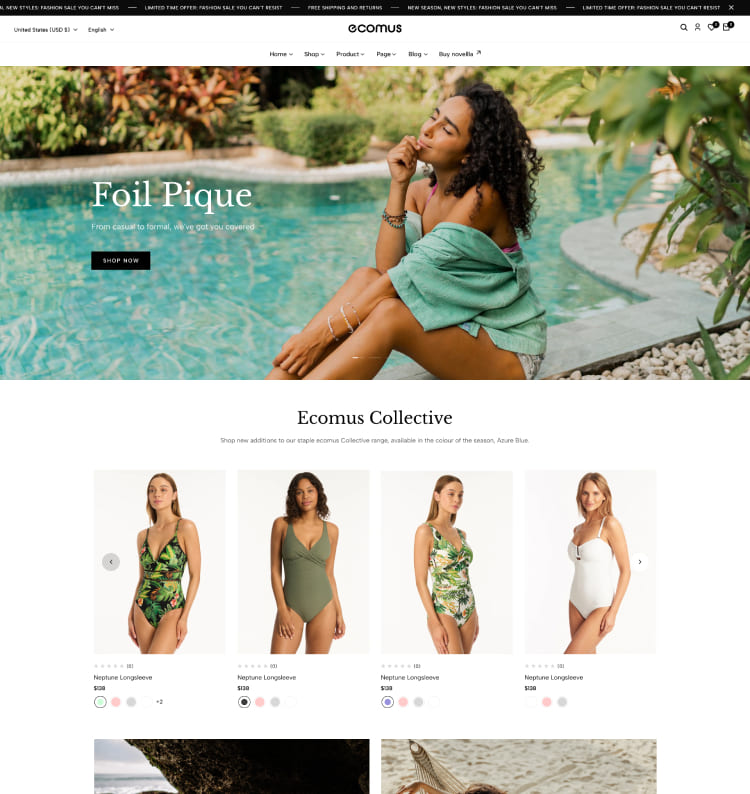 N, NEW STYLES: FASHION SALE YOU CAN'T MISS — LIMITED TIME OFFER: FASHION SALE YOU CAN'T RESIST — FREE SHIPPING AND RETURNS — NEW SEASON, NEW STYLES: FASHION SALE YOU CAN'T MISS — LIMITED TIME OFFER: FASHION SALE YOU CAN'T RESIST
United States (USD $) English ecomus
Home Shop Product Page Blog Buy novellla
Foil Pique
From casual to formal, we've got you covered
SHOP NOW
Ecomus Collective
Shop new additions to our staple ecomus Collective range, available in the colour of the season, Azure Blue.
(0) (0) (0) (0)
Neptune Longsleeve Neptune Longsleeve Neptune Longsleeve Neptune Longsleeve
$138 $138 $138 $138
+2